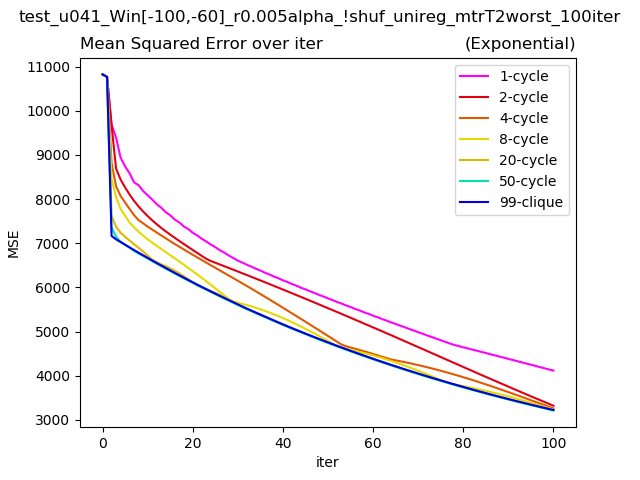 test_u041_Win[-100,-60]_r0.005alpha_!shuf_unireg_mtrT2worst_100iter
Mean Squared Error over iter (Exponential)
11000
10000
9000
8000
7000
6000
5000
4000
3000
MSE
0 20 40 60 80 100
iter
1-cycle
2-cycle
4-cycle
8-cycle
20-cycle
50-cycle
99-clique